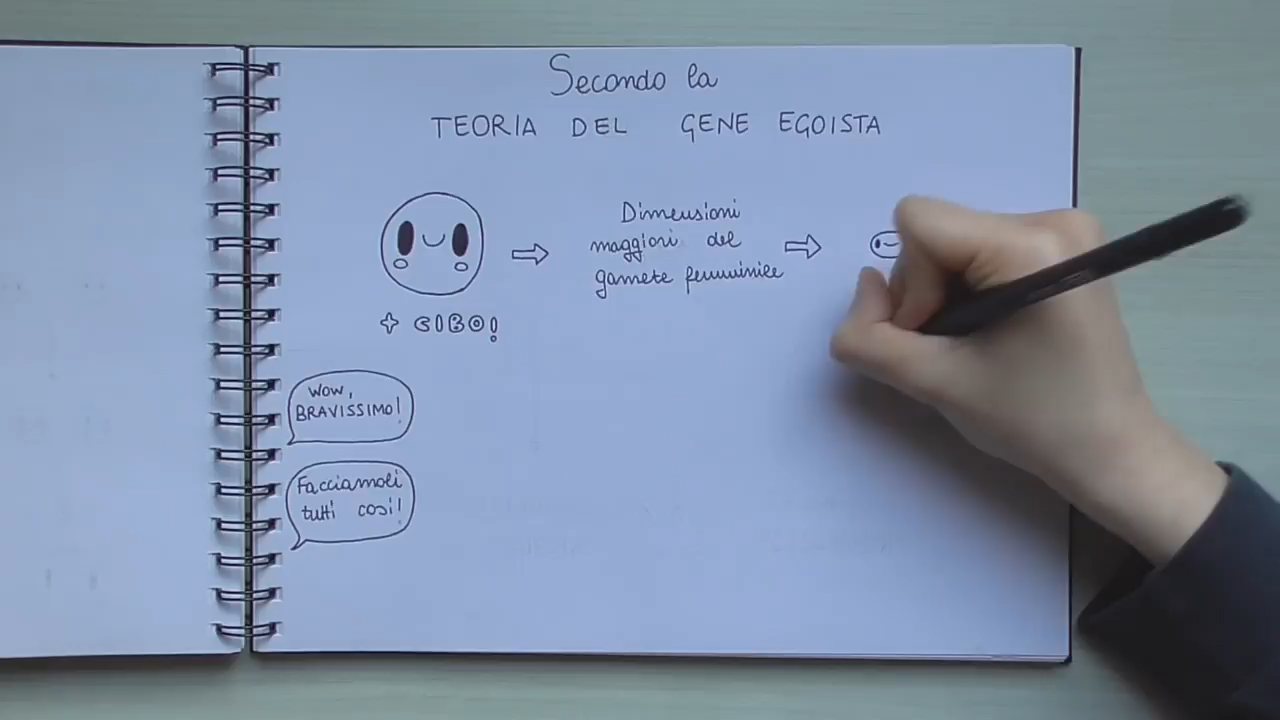 Secondo la
TEORIA DEL GENE EGOISTA
Dimensioni
maggiori del
gamete femminile
+ CIBO!
WOW,
BRAVISSIMO!
Facciamoli
tutti così!